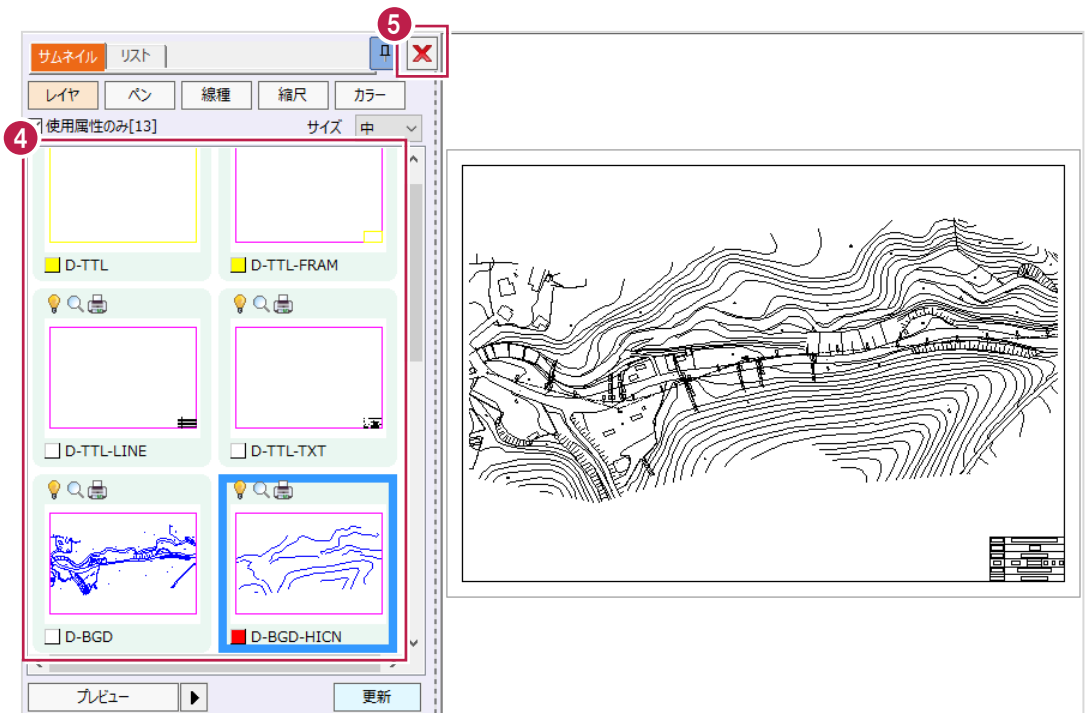 5
サムネイル リスト
レイヤ ペン 線種 縮尺 カラー
使用属性のみ[13] サイズ 中
4
D-TTL D-TTL-FRAM
D-TTL-LINE D-TTL-TXT
D-BGD D-BGD-HICN
プレビュー 更新